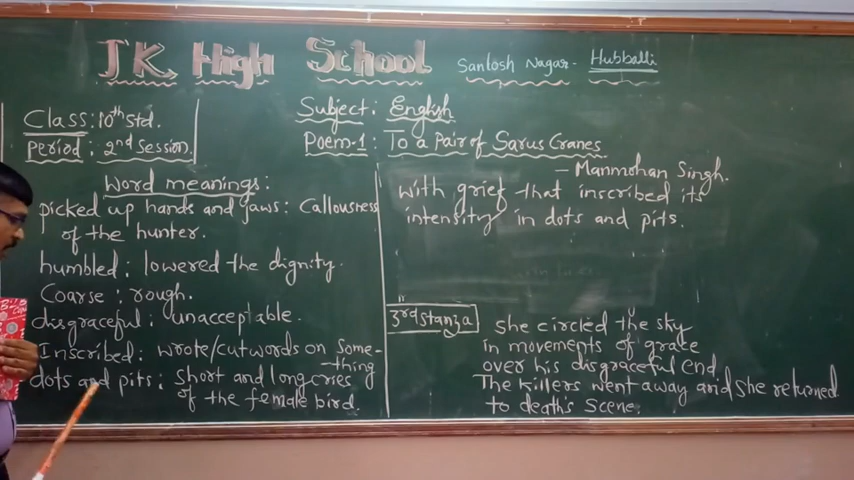 JK High School Santosh Nagar- Hubballi
Class: 10th Std.
Period: 2nd Session.
Subject: English
Poem-1: To a Pair of Sarus Cranes
- Manmohan Singh.
Word meanings:
picked up hands and jaws: Callousness
of the hunter.
humbled: lowered the dignity.
Coarse: rough.
disgraceful: unacceptable.
Inscribed: wrote/cut words on some-
-thing
dots and pits: Short and long cries
of the female bird.
with grief that inscribed its
intensity in dots and pits.
3rd stanza
she circled the sky
in movements of grace
over his disgraceful end.
The killers went away and she returned
to death's scene.